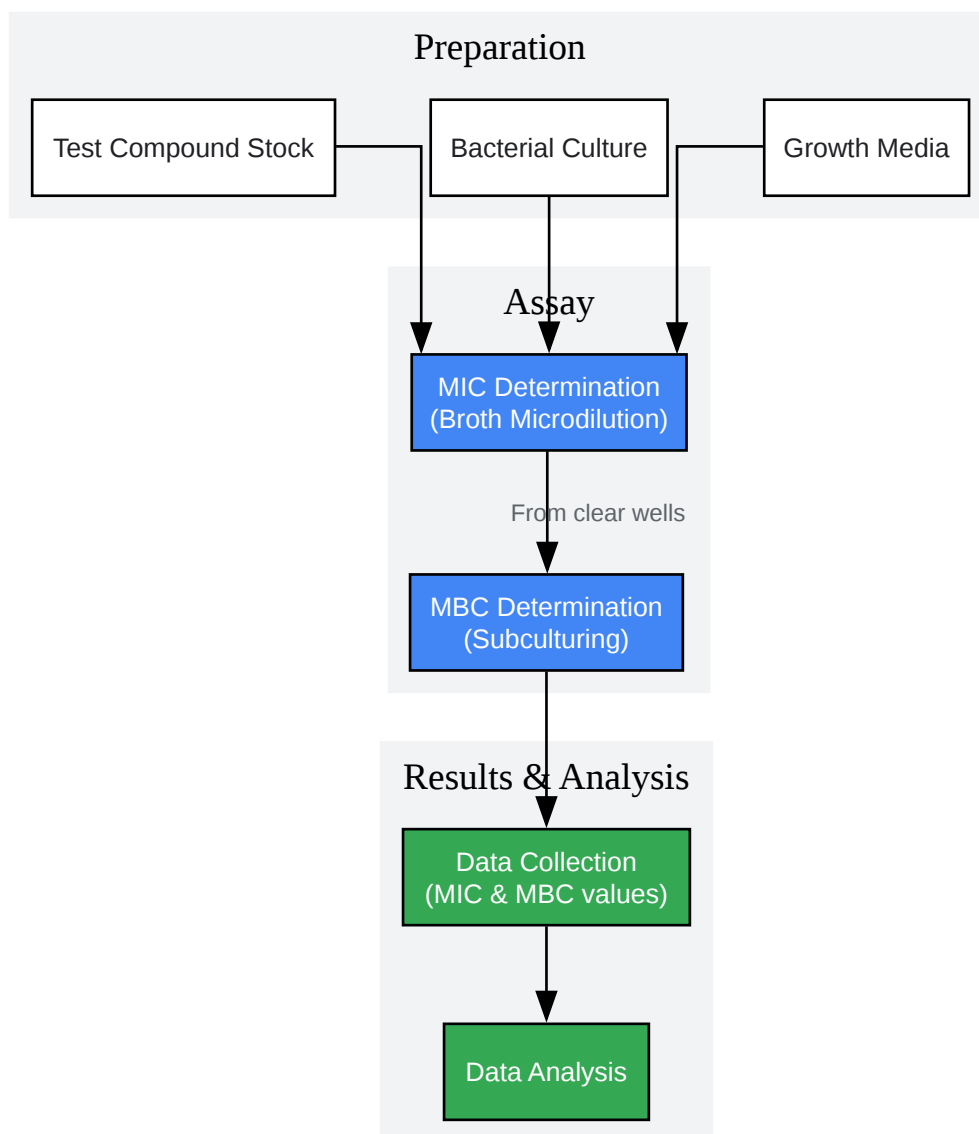 Preparation
Test Compound Stock
Bacterial Culture
Growth Media
Assay
MIC Determination
(Broth Microdilution)
From clear wells
MBC Determination
(Subculturing)
Results & Analysis
Data Collection
(MIC & MBC values)
Data Analysis